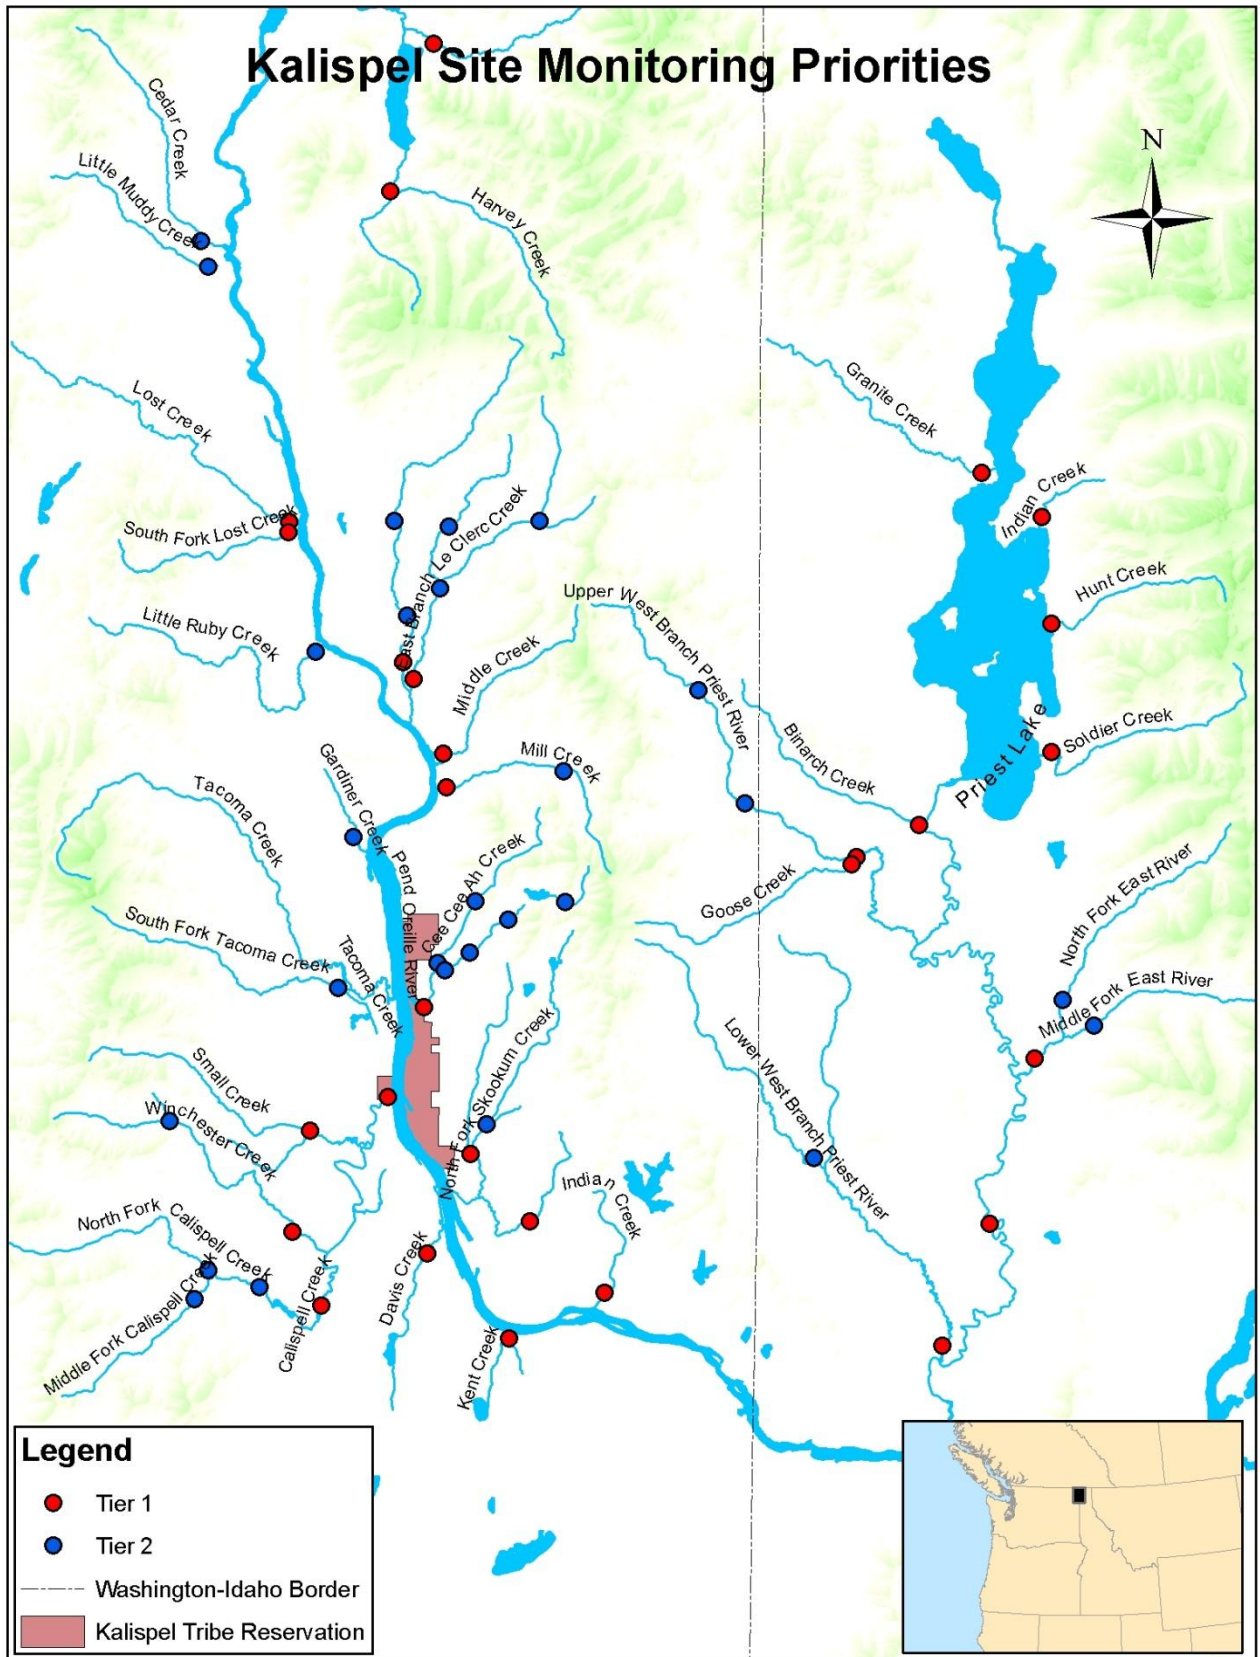 Kalispel Site Monitoring Priorities
Cedar Creek
Little Muddy Creek
N
Harvey Creek
Lost Creek
Granite Creek
Indian Creek
South Fork Lost Creek
East Branch Le Clerc Creek
Hunt Creek
Upper West Branch Priest River
Little Ruby Creek
Middle Creek
Priest Lake
Soldier Creek
Binarch Creek
Gardiner Creek
Mill Creek
Tacoma Creek
Pend Oreille River
Cee Cee Ah Creek
Goose Creek
North Fork East River
South Fork Tacoma Creek
Tacoma Creek
Middle Fork East River
Small Creek
North Fork Skookum Creek
Lower West Branch Priest River
Winchester Creek
Indian Creek
North Fork Calispell Creek
Davis Creek
Calispell Creek
Middle Fork Calispell Creek
Kent Creek
Legend
Tier 1
Tier 2
Washington-Idaho Border
Kalispel Tribe Reservation